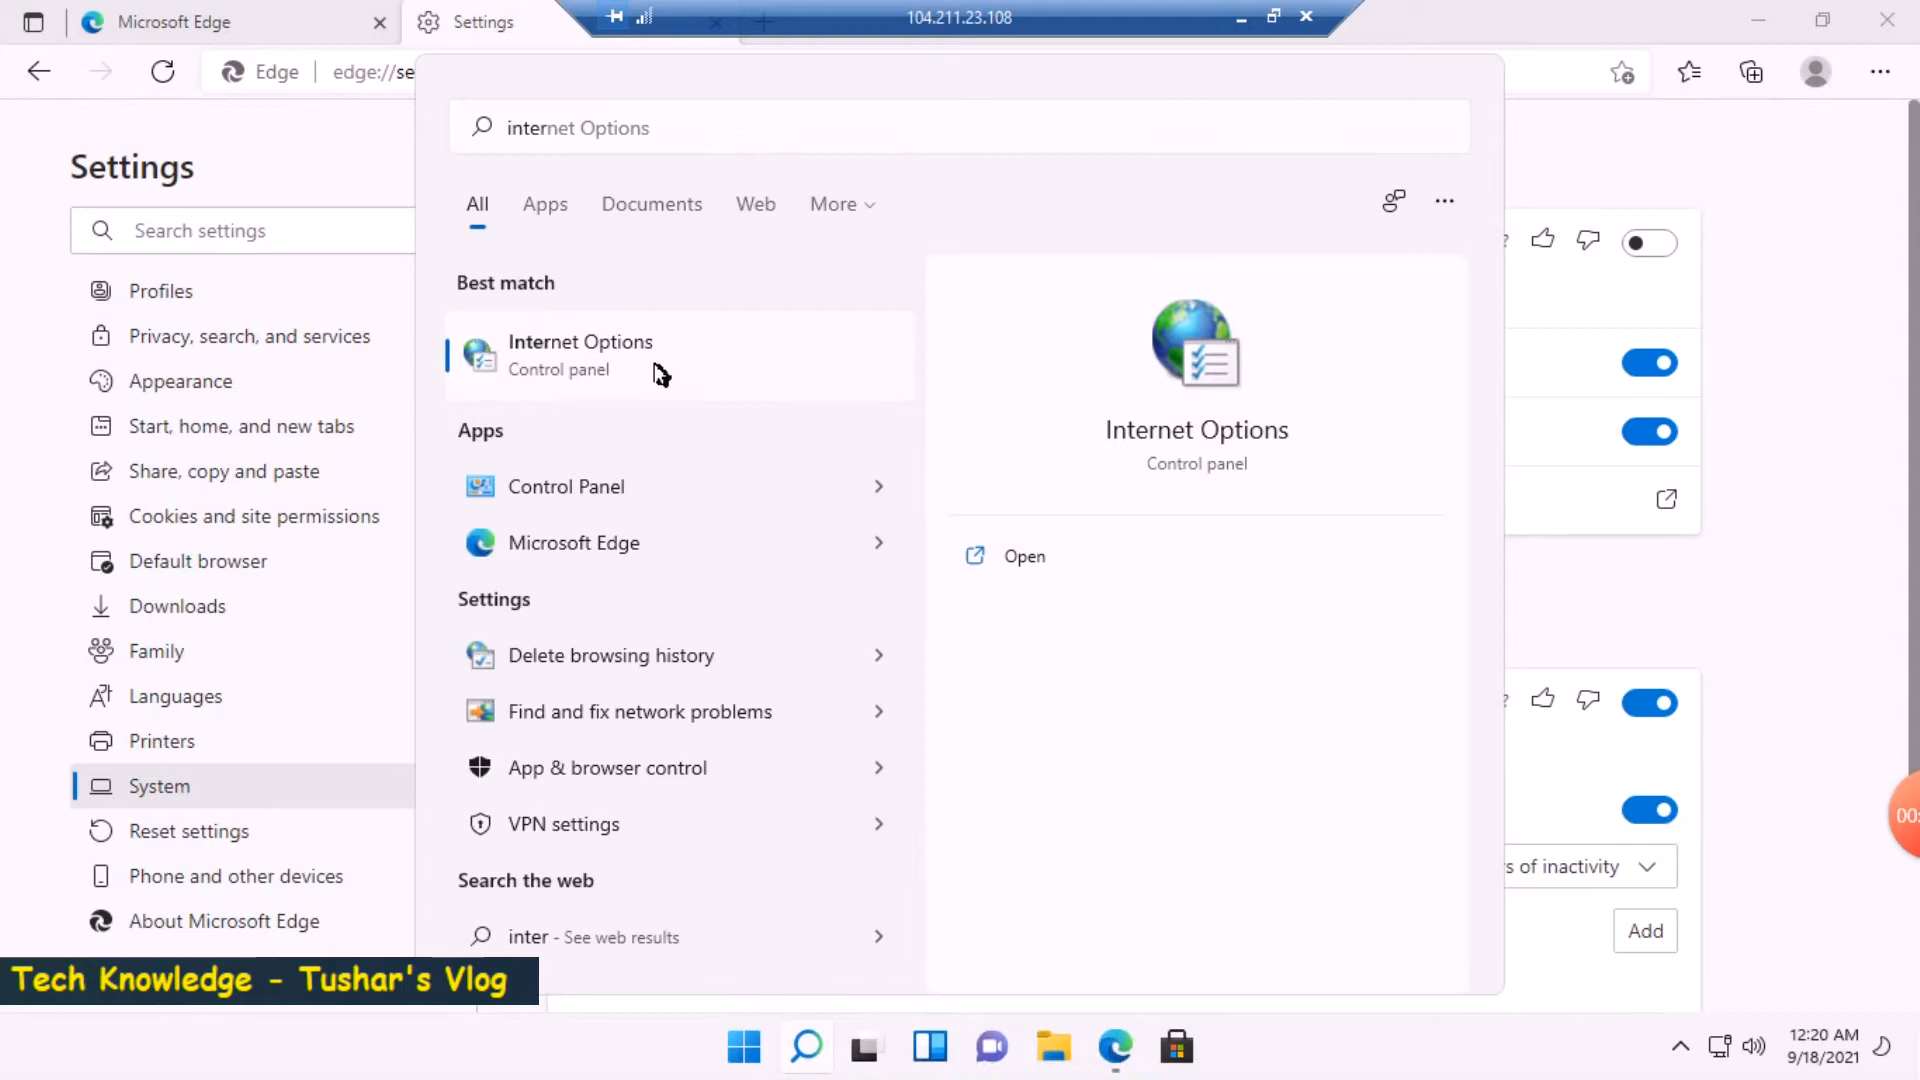 Microsoft Edge
Settings
104.211.23.108
Edge
edge://se
internet Options
Settings
All
Apps
Documents
Web
More
Search settings
Best match
Profiles
Internet Options
Control panel
Privacy, search, and services
Appearance
Apps
Internet Options
Control panel
Start, home, and new tabs
Share, copy and paste
Control Panel
Cookies and site permissions
Microsoft Edge
Open
Default browser
Settings
Downloads
Family
Delete browsing history
Languages
Find and fix network problems
Printers
App & browser control
System
VPN settings
Reset settings
00:
Phone and other devices
Search the web
s of inactivity
About Microsoft Edge
inter - See web results
Add
Tech Knowledge - Tushar's Vlog
12:20 AM
9/18/2021